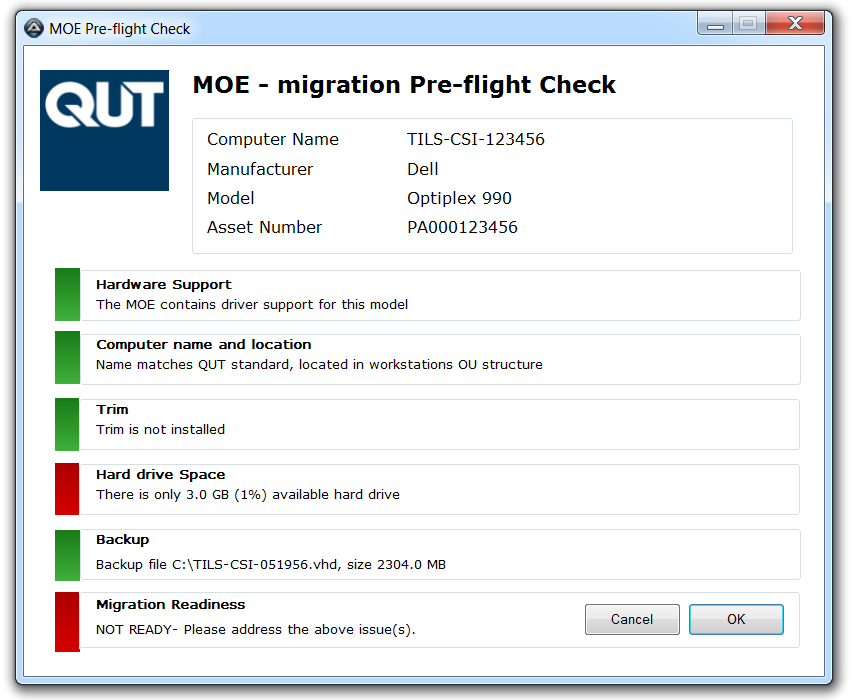 MOE Pre-flight Check
QUT
MOE - migration Pre-flight Check
Computer Name TILS-CSI-123456
Manufacturer Dell
Model Optiplex 990
Asset Number PA000123456
Hardware Support
The MOE contains driver support for this model
Computer name and location
Name matches QUT standard, located in workstations OU structure
Trim
Trim is not installed
Hard drive Space
There is only 3.0 GB (1%) available hard drive
Backup
Backup file C:\TILS-CSI-051956.vhd, size 2304.0 MB
Migration Readiness
NOT READY- Please address the above issue(s).
Cancel OK